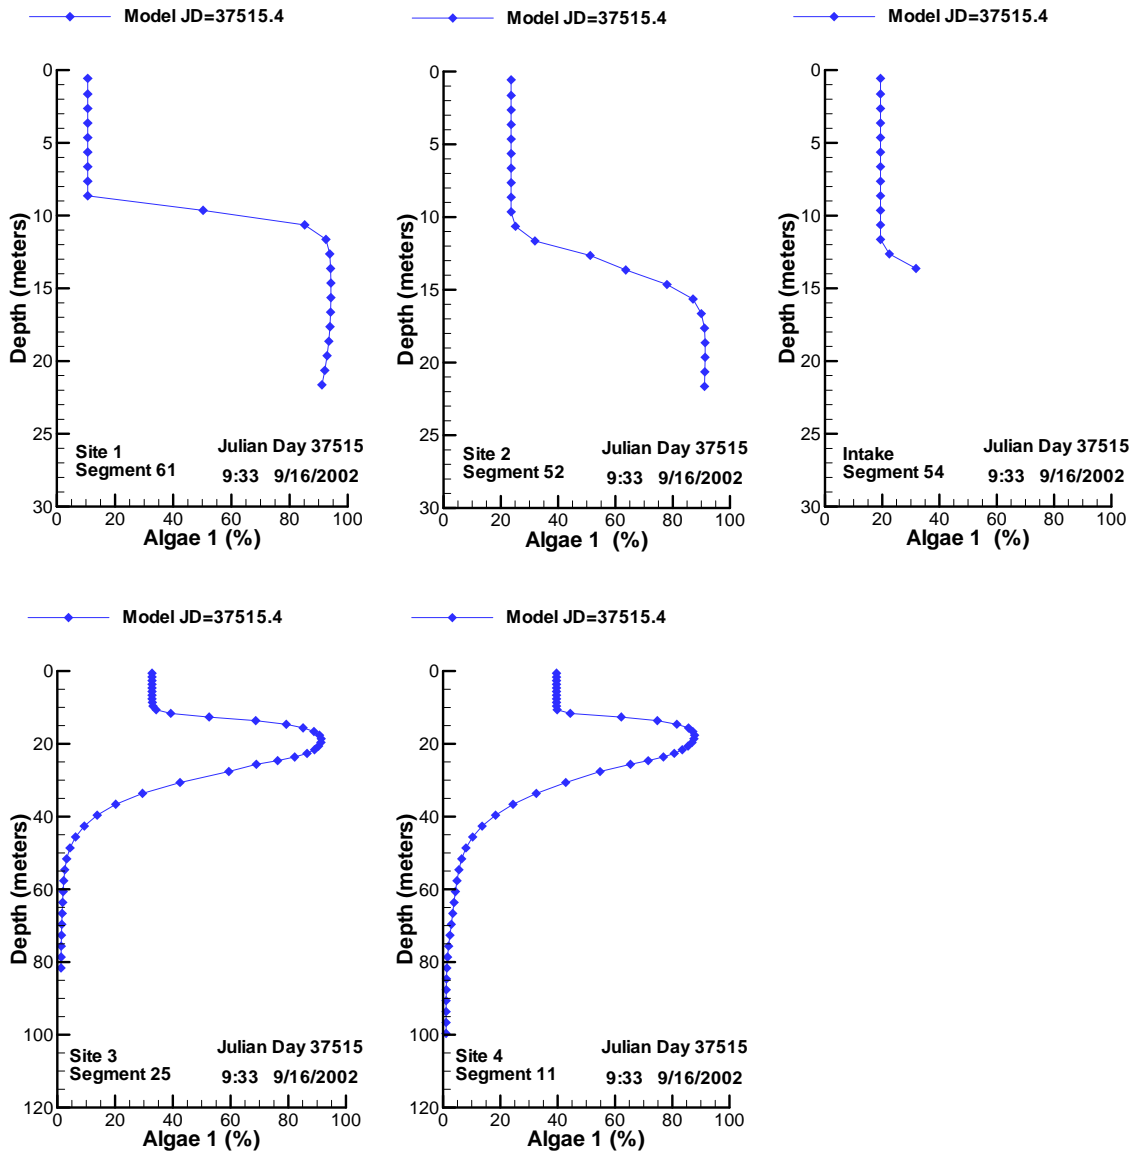 Model JD=37515.4
Model JD=37515.4
Model JD=37515.4
0
5
10
15
20
25
30
Depth (meters)
Site 1
Segment 61
Julian Day 37515
9:33 9/16/2002
0 20 40 60 80 100
Algae 1 (%)
0
5
10
15
20
25
30
Depth (meters)
Site 2
Segment 52
Julian Day 37515
9:33 9/16/2002
0 20 40 60 80 100
Algae 1 (%)
0
5
10
15
20
25
30
Depth (meters)
Intake
Segment 54
Julian Day 37515
9:33 9/16/2002
0 20 40 60 80 100
Algae 1 (%)
Model JD=37515.4
Model JD=37515.4
0
20
40
60
80
100
120
Depth (meters)
Site 3
Segment 25
Julian Day 37515
9:33 9/16/2002
0 20 40 60 80 100
Algae 1 (%)
0
20
40
60
80
100
120
Depth (meters)
Site 4
Segment 11
Julian Day 37515
9:33 9/16/2002
0 20 40 60 80 100
Algae 1 (%)